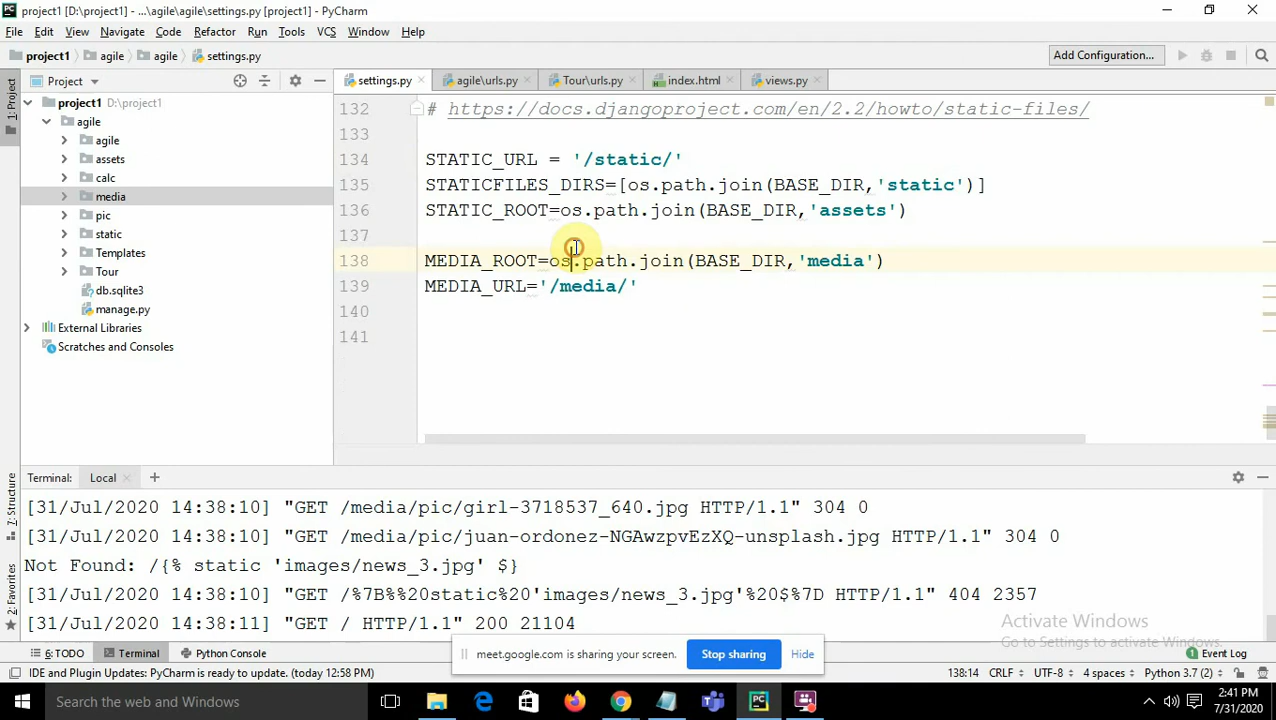 project1 [D:\project1] - ...\agile\agile\settings.py [project1] - PyCharm
File Edit View Navigate Code Refactor Run Tools VCS Window Help
project1 agile agile settings.py Add Configuration...
Project settings.py agile\urls.py Tour\urls.py index.html views.py
1: Project
project1 D:\project1
agile
agile
assets
calc
media
pic
static
Templates
Tour
db.sqlite3
manage.py
External Libraries
Scratches and Consoles
132 # https://docs.djangoproject.com/en/2.2/howto/static-files/
133
134 STATIC_URL = '/static/'
135 STATICFILES_DIRS=[os.path.join(BASE_DIR,'static')]
136 STATIC_ROOT=os.path.join(BASE_DIR,'assets')
137
138 MEDIA_ROOT=os.path.join(BASE_DIR,'media')
139 MEDIA_URL='/media/'
140
141
7: Structure
2: Favorites
Terminal: Local
[31/Jul/2020 14:38:10] "GET /media/pic/girl-3718537_640.jpg HTTP/1.1" 304 0
[31/Jul/2020 14:38:10] "GET /media/pic/juan-ordonez-NGAwzpvEzXQ-unsplash.jpg HTTP/1.1" 304 0
Not Found: /{% static 'images/news_3.jpg' $}
[31/Jul/2020 14:38:10] "GET /%7B%%20static%20'images/news_3.jpg'%20$%7D HTTP/1.1" 404 2357
[31/Jul/2020 14:38:11] "GET / HTTP/1.1" 200 21104
Activate Windows
Go to Settings to activate Windows.
6: TODO Terminal Python Console 1 Event Log
meet.google.com is sharing your screen. Stop sharing Hide
IDE and Plugin Updates: PyCharm is ready to update. (today 12:58 PM) 138:14 CRLF UTF-8 4 spaces Python 3.7 (2)
Search the web and Windows
2:41 PM
7/31/2020